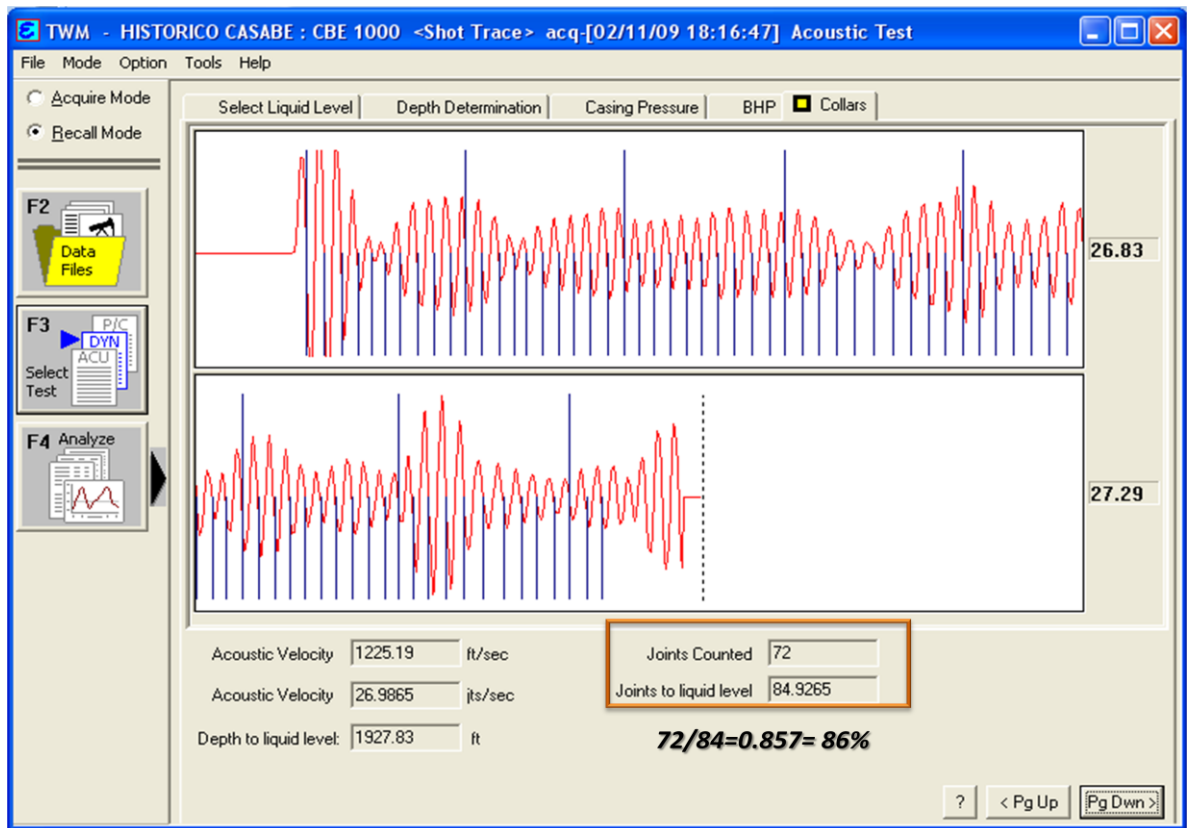 TWM - HISTORICO CASABE : CBE 1000 <Shot Trace> acq-[02/11/09 18:16:47] Acoustic Test
File Mode Option Tools Help
Acquire Mode
Recall Mode
Select Liquid Level Depth Determination Casing Pressure BHP Collars
26.83
F2
Data
Files
F3
P/C
DYN
ACU
Select
Test
F4 Analyze
27.29
Acoustic Velocity 1225.19 ft/sec Joints Counted 72
Acoustic Velocity 26.9865 jts/sec Joints to liquid level 84.9265
Depth to liquid level: 1927.83 ft 72/84=0.857= 86%
? < Pg Up Pg Dwn >